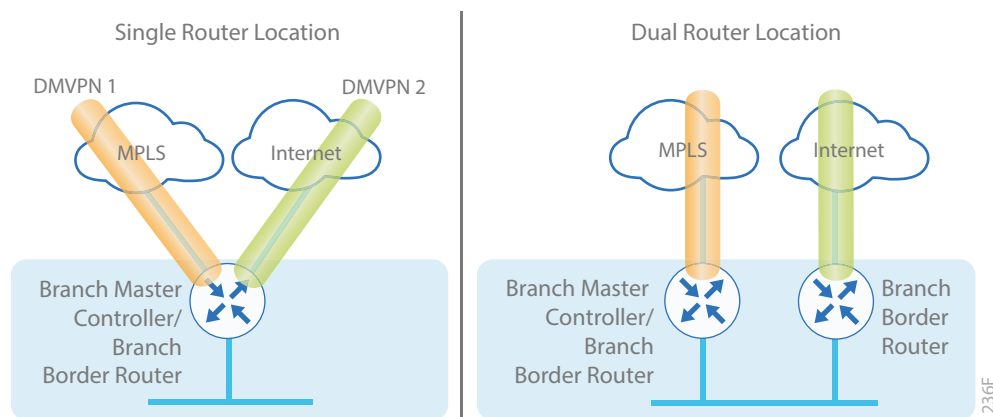 Single Router Location
DMVPN 1
DMVPN 2
MPLS
Internet
Branch Master
Controller/
Branch
Border Router
Dual Router Location
MPLS
Internet
Branch Master
Controller/
Branch
Border Router
Branch
Border
Router